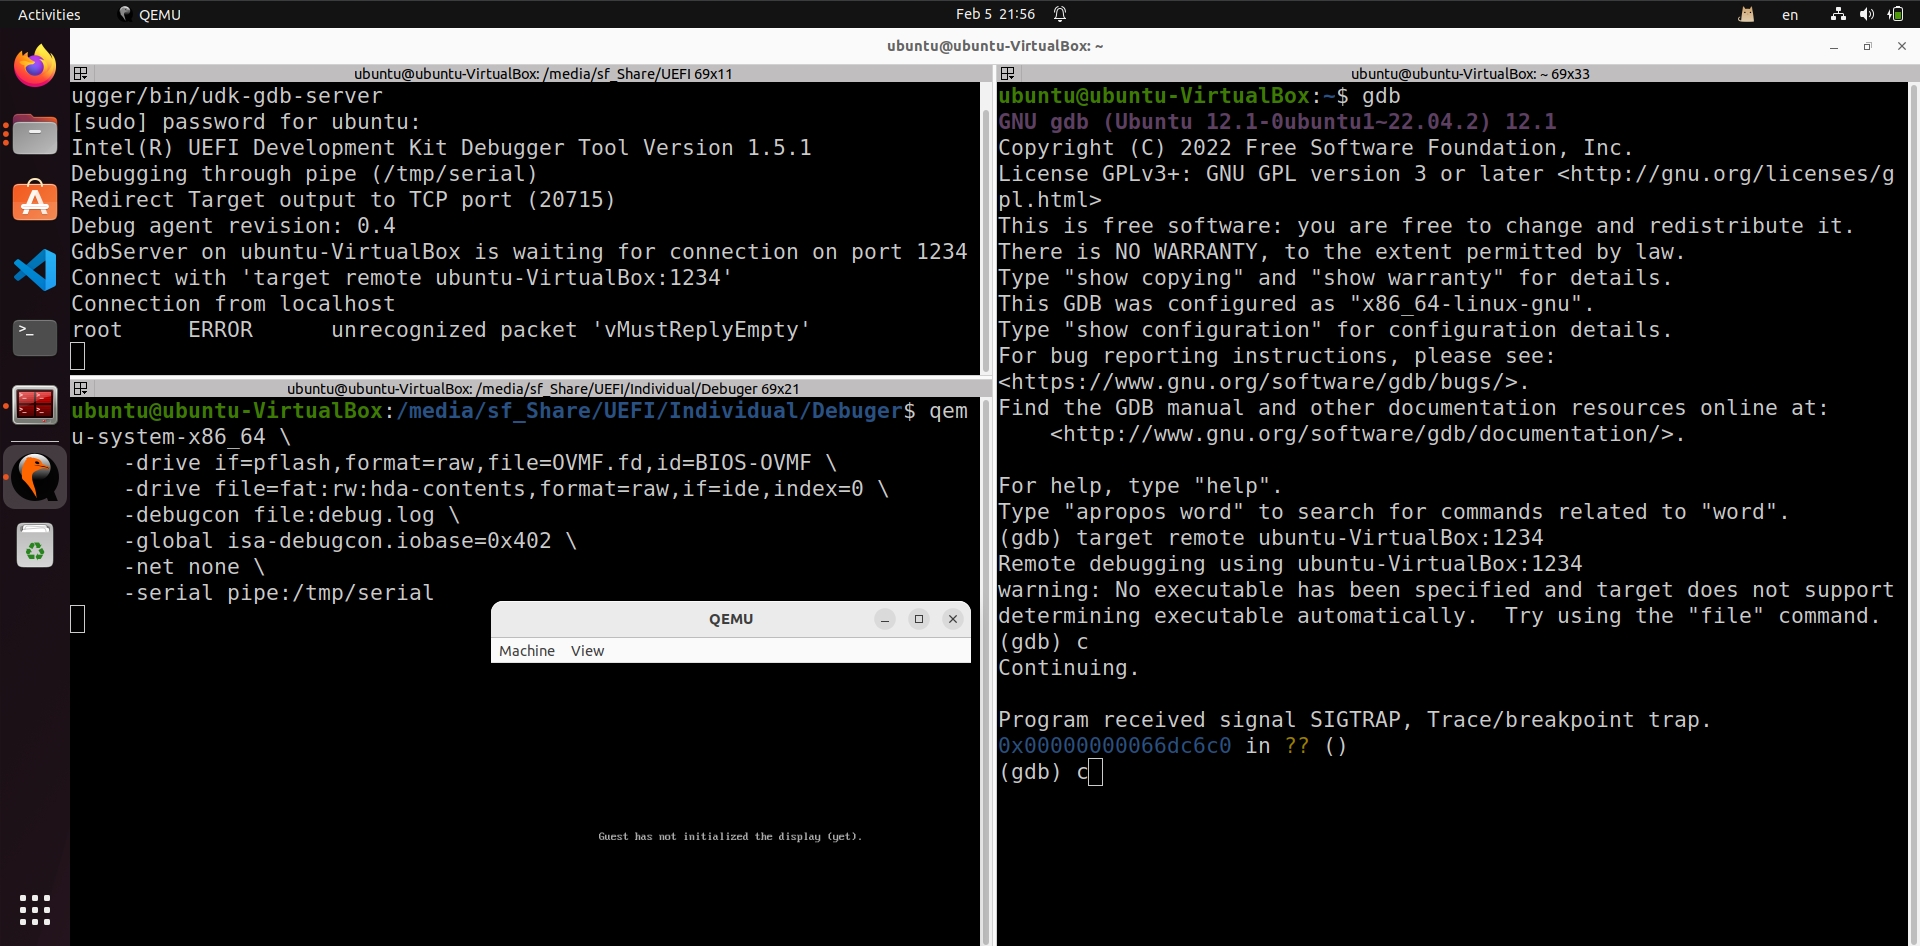 Activities
QEMU
Feb 5 21:56
en
ubuntu@ubuntu-VirtualBox: ~
ubuntu@ubuntu-VirtualBox: /media/sf_Share/UEFI 69x11
ugger/bin/udk-gdb-server
[sudo] password for ubuntu:
Intel(R) UEFI Development Kit Debugger Tool Version 1.5.1
Debugging through pipe (/tmp/serial)
Redirect Target output to TCP port (20715)
Debug agent revision: 0.4
GdbServer on ubuntu-VirtualBox is waiting for connection on port 1234
Connect with 'target remote ubuntu-VirtualBox:1234'
Connection from localhost
root     ERROR      unrecognized packet 'vMustReplyEmpty'
ubuntu@ubuntu-VirtualBox: /media/sf_Share/UEFI/Individual/Debuger 69x21
ubuntu@ubuntu-VirtualBox:/media/sf_Share/UEFI/Individual/Debuger$ qem
u-system-x86_64 \
    -drive if=pflash,format=raw,file=OVMF.fd,id=BIOS-OVMF \
    -drive file=fat:rw:hda-contents,format=raw,if=ide,index=0 \
    -debugcon file:debug.log \
    -global isa-debugcon.iobase=0x402 \
    -net none \
    -serial pipe:/tmp/serial
QEMU
Machine View
Guest has not initialized the display (yet).
ubuntu@ubuntu-VirtualBox: ~ 69x33
ubuntu@ubuntu-VirtualBox:~$ gdb
GNU gdb (Ubuntu 12.1-0ubuntu1~22.04.2) 12.1
Copyright (C) 2022 Free Software Foundation, Inc.
License GPLv3+: GNU GPL version 3 or later <http://gnu.org/licenses/g
pl.html>
This is free software: you are free to change and redistribute it.
There is NO WARRANTY, to the extent permitted by law.
Type "show copying" and "show warranty" for details.
This GDB was configured as "x86_64-linux-gnu".
Type "show configuration" for configuration details.
For bug reporting instructions, please see:
<https://www.gnu.org/software/gdb/bugs/>.
Find the GDB manual and other documentation resources online at:
    <http://www.gnu.org/software/gdb/documentation/>.
For help, type "help".
Type "apropos word" to search for commands related to "word".
(gdb) target remote ubuntu-VirtualBox:1234
Remote debugging using ubuntu-VirtualBox:1234
warning: No executable has been specified and target does not support
determining executable automatically.  Try using the "file" command.
(gdb) c
Continuing.
Program received signal SIGTRAP, Trace/breakpoint trap.
0x00000000066dc6c0 in ?? ()
(gdb) c